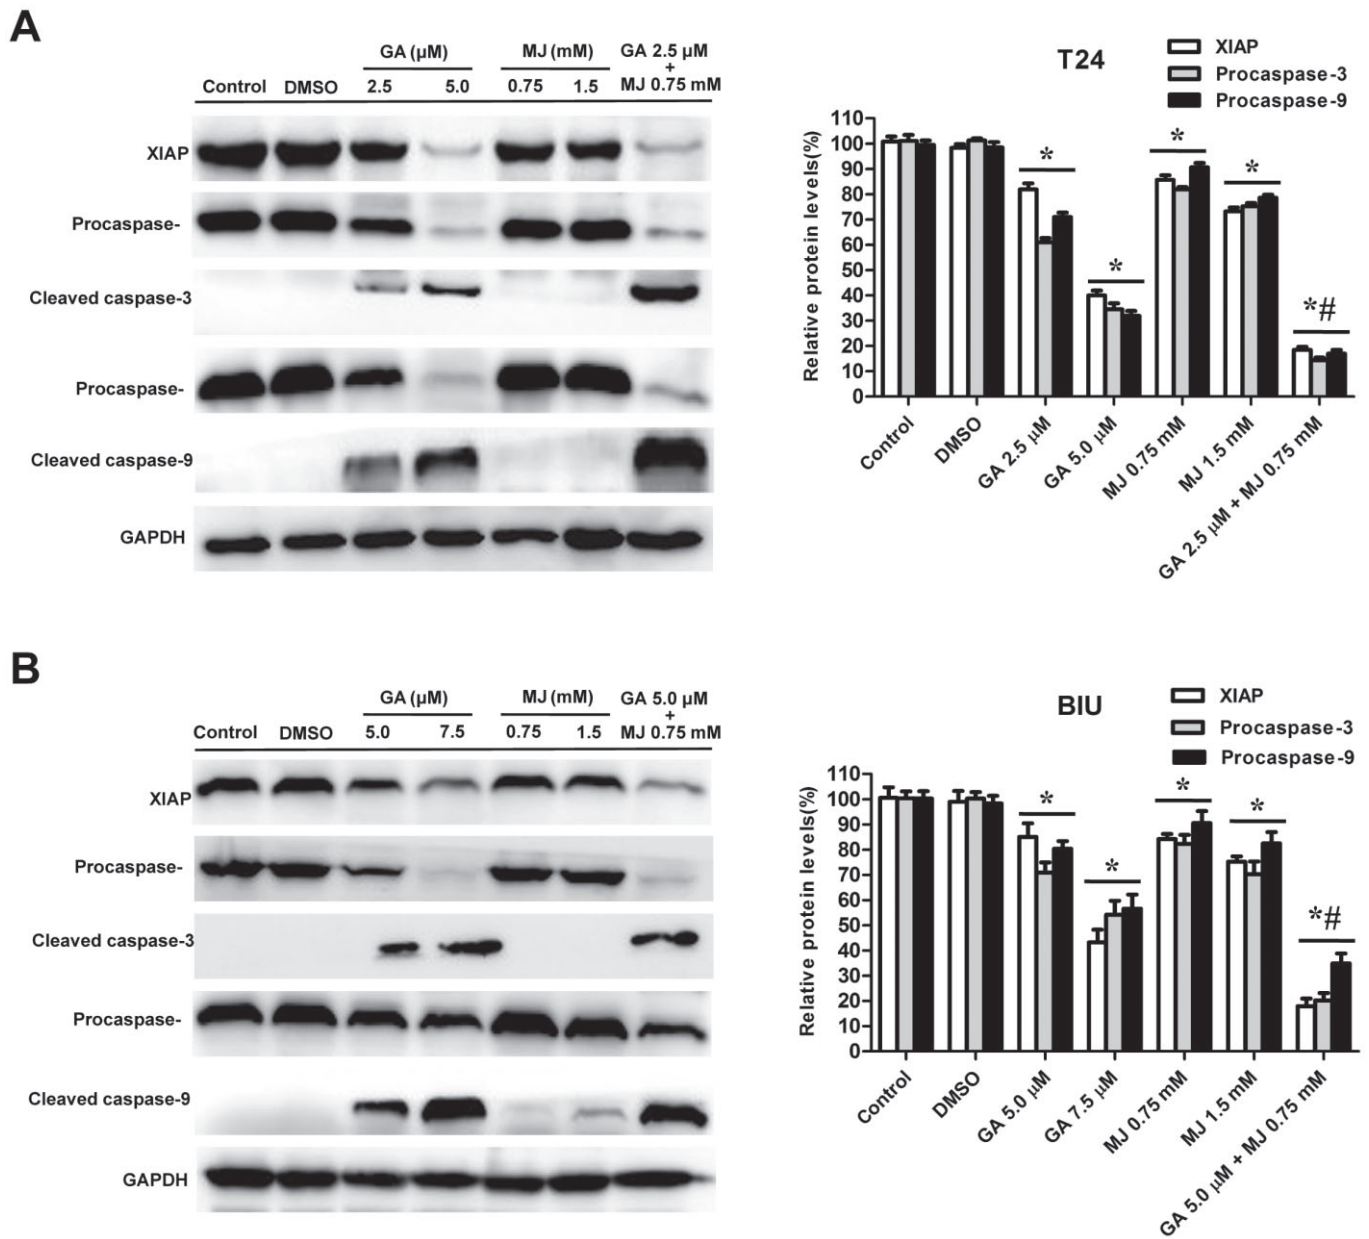 A
GA (μM)
MJ (mM)
GA 2.5 μM
+
Control
DMSO
2.5
5.0
0.75
1.5
MJ 0.75 mM
XIAP
Procaspase-
Cleaved caspase-3
Procaspase-
Cleaved caspase-9
GAPDH
T24
XIAP
Procaspase-3
Procaspase-9
Relative protein levels(%)
110
100
90
80
70
60
50
40
30
20
10
0
*
*
*
*
*#
Control
DMSO
GA 2.5 μM
GA 5.0 μM
MJ 0.75 mM
MJ 1.5 mM
GA 2.5 μM + MJ 0.75 mM
B
GA (μM)
MJ (mM)
GA 5.0 μM
+
Control
DMSO
5.0
7.5
0.75
1.5
MJ 0.75 mM
XIAP
Procaspase-
Cleaved caspase-3
Procaspase-
Cleaved caspase-9
GAPDH
BIU
XIAP
Procaspase-3
Procaspase-9
Relative protein levels(%)
110
100
90
80
70
60
50
40
30
20
10
0
*
*
*
*
*#
Control
DMSO
GA 5.0 μM
GA 7.5 μM
MJ 0.75 mM
MJ 1.5 mM
GA 5.0 μM + MJ 0.75 mM